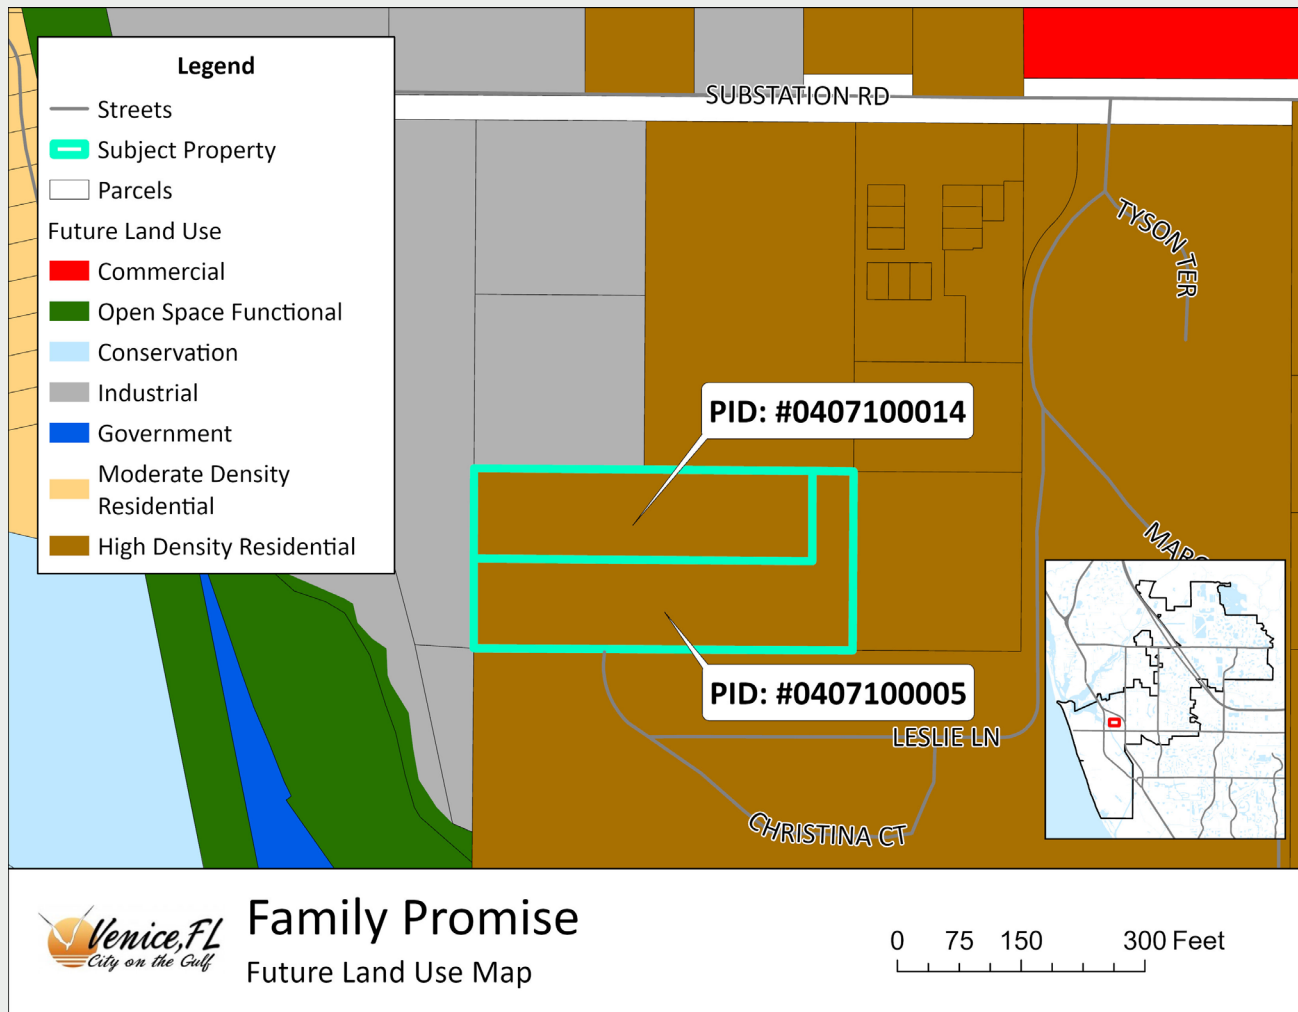 Legend
Streets
Subject Property
Parcels
Future Land Use
Commercial
Open Space Functional
Conservation
Industrial
Government
Moderate Density
Residential
High Density Residential
SUBSTATION RD
TYSON TER
PID: #0407100014
PID: #0407100005
LESLIE LN
CHRISTINA CT
Venice, FL
City on the Gulf
Family Promise
Future Land Use Map
0 75 150 300 Feet